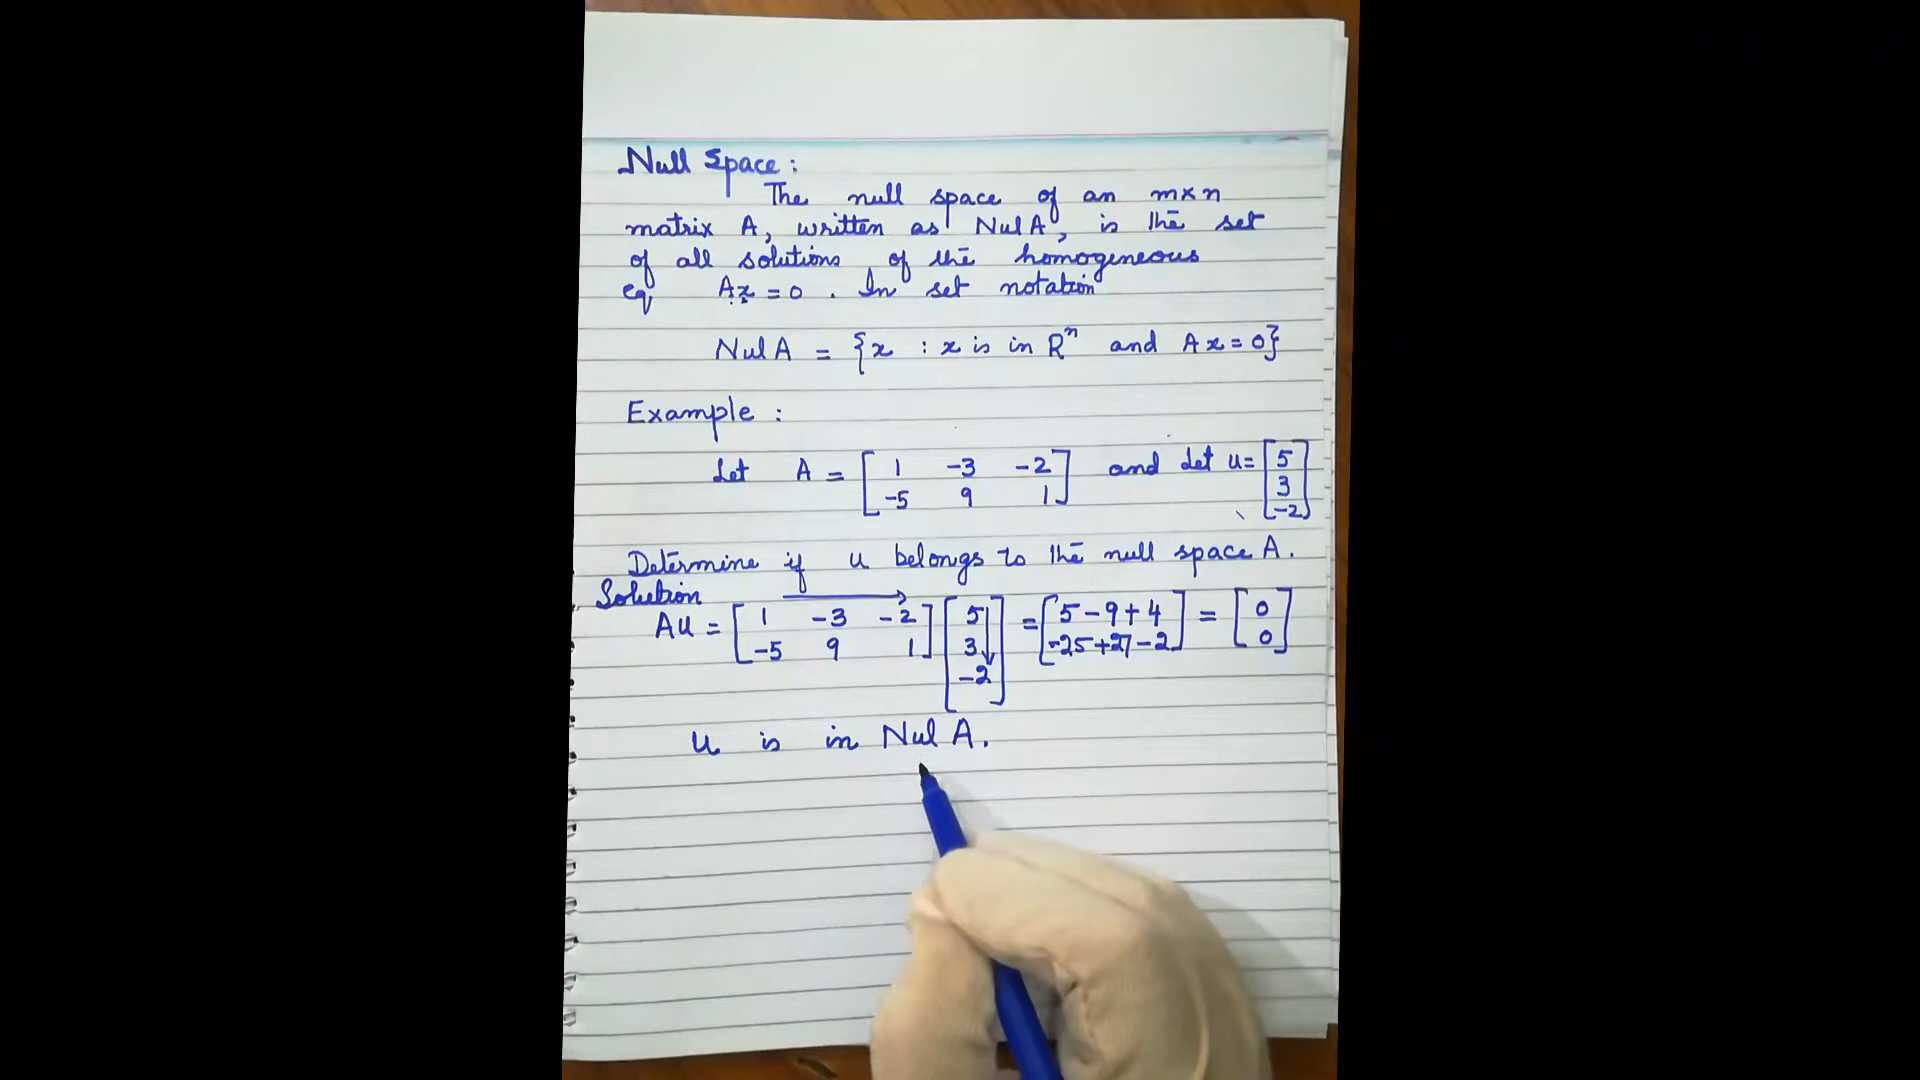 Null Space:
The null space of an m×n
matrix A, written as Nul A, is the set
of all solutions of the homogeneous
eq Ax = 0. In set notation
Nul A = {x : x is in Rⁿ and Ax = 0}
Example:
Let A = [1 -3 -2; -5 9 1] and let u = [5; 3; -2]
Determine if u belongs to the null space A.
Solution
Au = [1 -3 -2; -5 9 1] [5; 3; -2] = [5-9+4; -25+27-2] = [0; 0]
u is in Nul A.